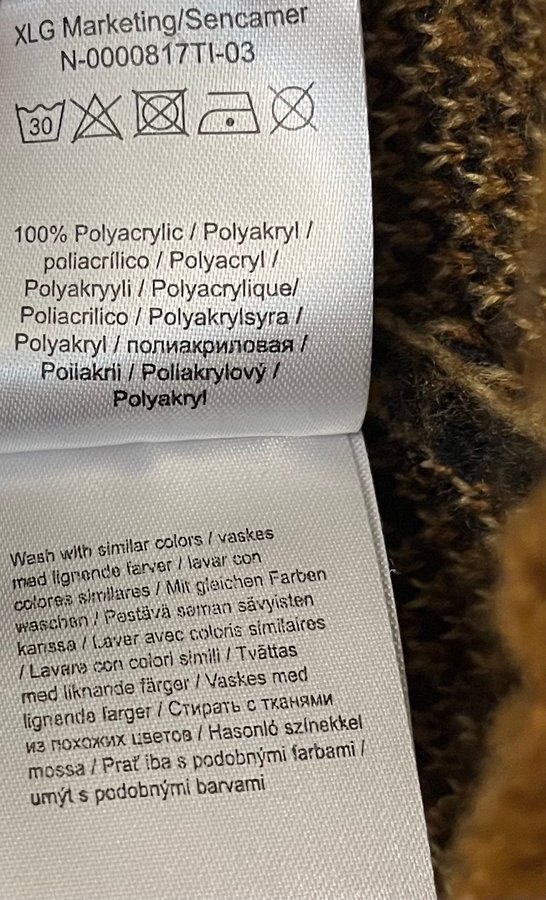 XLG Marketing/Sencamer
N-0000817TI-03
30
100% Polyacrylic / Polyakryl /
poliacrílico / Polyacryl /
Polyakryyli / Polyacrylique/
Poliacrilico / Polyakrylsyra /
Polyakryl / полиакриловая /
Poilakrii / Poliakrylový /
Polyakryl
Wash with similar colors / vaskes
med lignende farver / lavar con
colores similares / Mit gleichen Farben
waschen / Pestävä saman sävyisten
kanssa / Laver avec coloris similaires
/ Lavare con colori simili / Tvättas
med liknande färger / Vaskes med
lignende farger / Стирать с тканями
из похожих цветов / Hasonló színekkel
mossa / Prať iba s podobnými farbami /
umýt s podobnými barvami